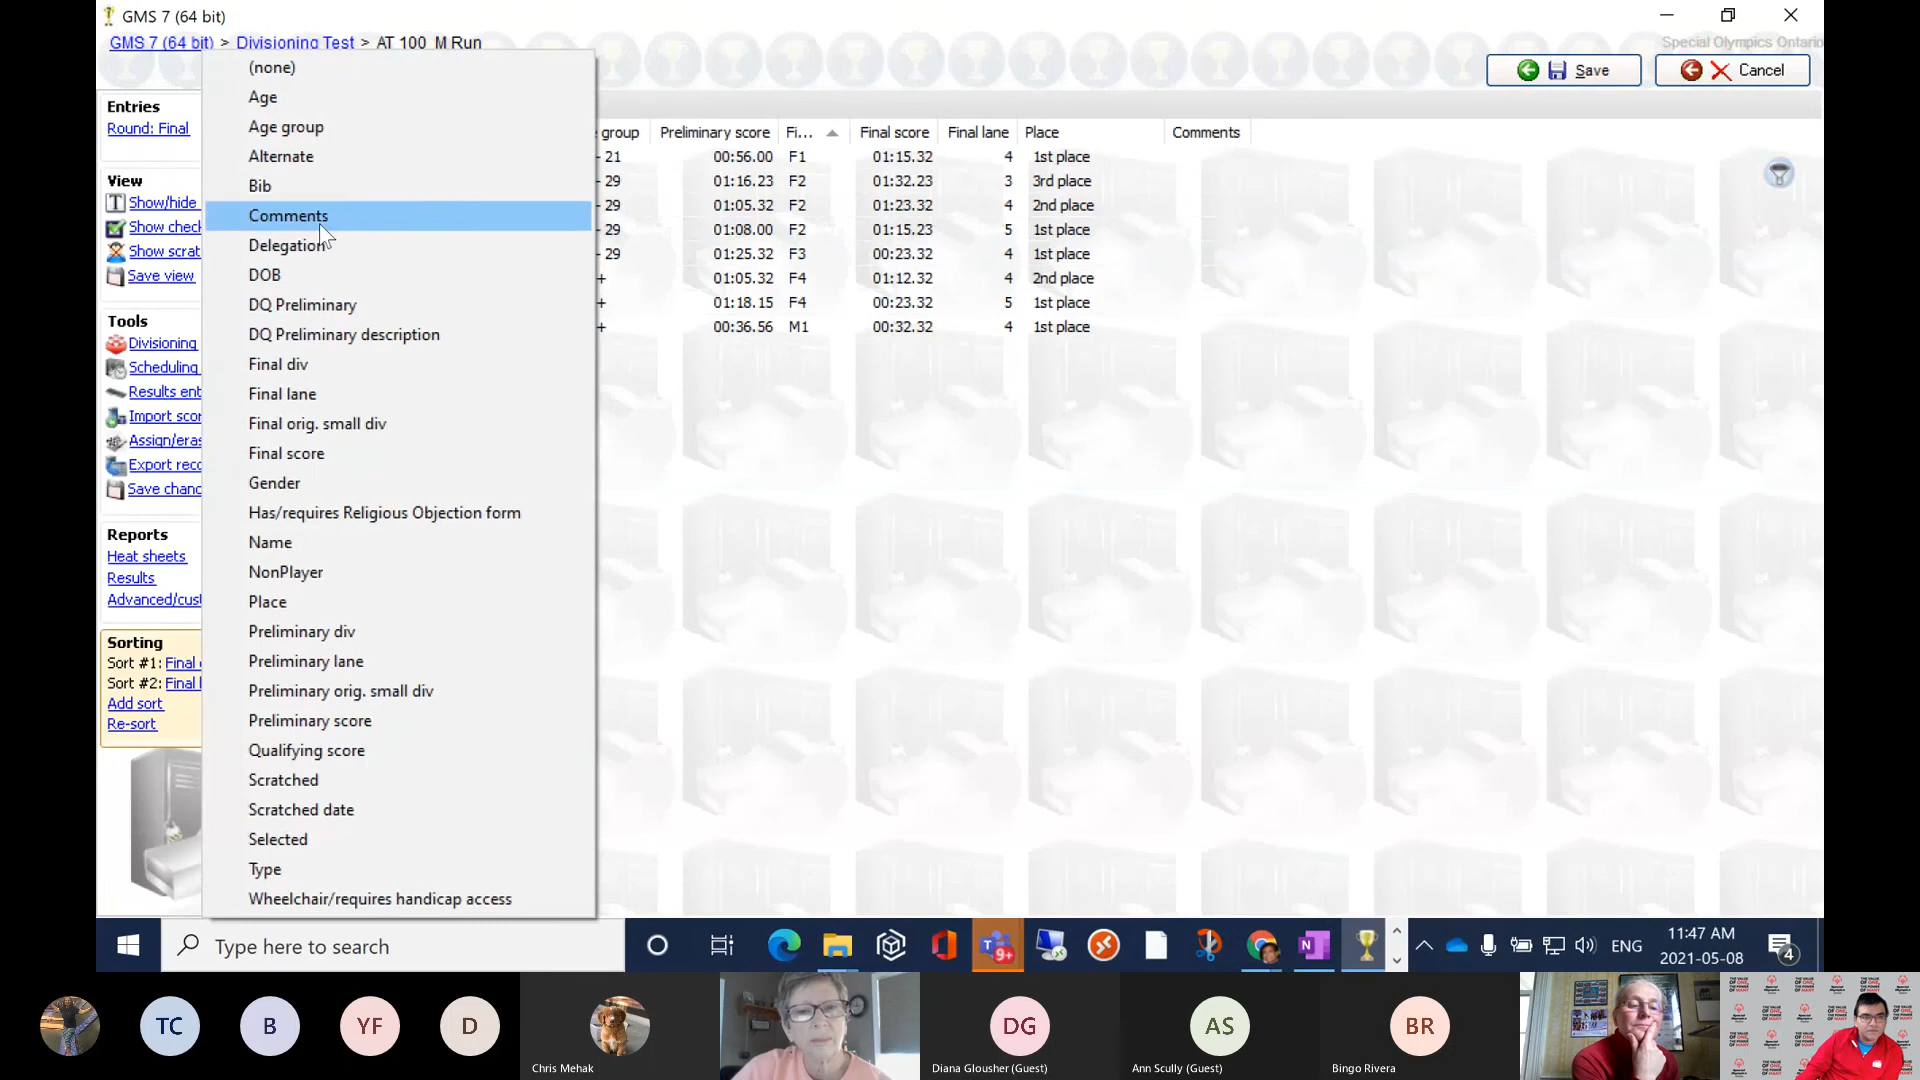 GMS 7 (64 bit)
GMS 7 (64 bit) > Divisioning Test > AT 100 M Run
Special Olympics Ontario
Save
Cancel
Entries
Round: Final
View
Show/hide
Show chec
Show scrat
Save view
Tools
Divisioning
Scheduling
Results ent
Import scor
Assign/eras
Export reco
Save chang
Reports
Heat sheets
Results
Advanced/cust
Sorting
Sort #1: Final
Sort #2: Final
Add sort
Re-sort
(none)
Age
Age group
Alternate
Bib
Comments
Delegation
DOB
DQ Preliminary
DQ Preliminary description
Final div
Final lane
Final orig. small div
Final score
Gender
Has/requires Religious Objection form
Name
NonPlayer
Place
Preliminary div
Preliminary lane
Preliminary orig. small div
Preliminary score
Qualifying score
Scratched
Scratched date
Selected
Type
Wheelchair/requires handicap access
group Preliminary score Fi... Final score Final lane Place Comments
- 21 00:56.00 F1 01:15.32 4 1st place
- 29 01:16.23 F2 01:32.23 3 3rd place
- 29 01:05.32 F2 01:23.32 4 2nd place
- 29 01:08.00 F2 01:15.23 5 1st place
- 29 01:25.32 F3 00:23.32 4 1st place
+ 01:05.32 F4 01:12.32 4 2nd place
+ 01:18.15 F4 00:23.32 5 1st place
+ 00:36.56 M1 00:32.32 4 1st place
Type here to search
9+
ENG
11:47 AM
2021-05-08
4
TC
B
YF
D
Chris Mehak
DG
Diana Glousher (Guest)
AS
Ann Scully (Guest)
BR
Bingo Rivera